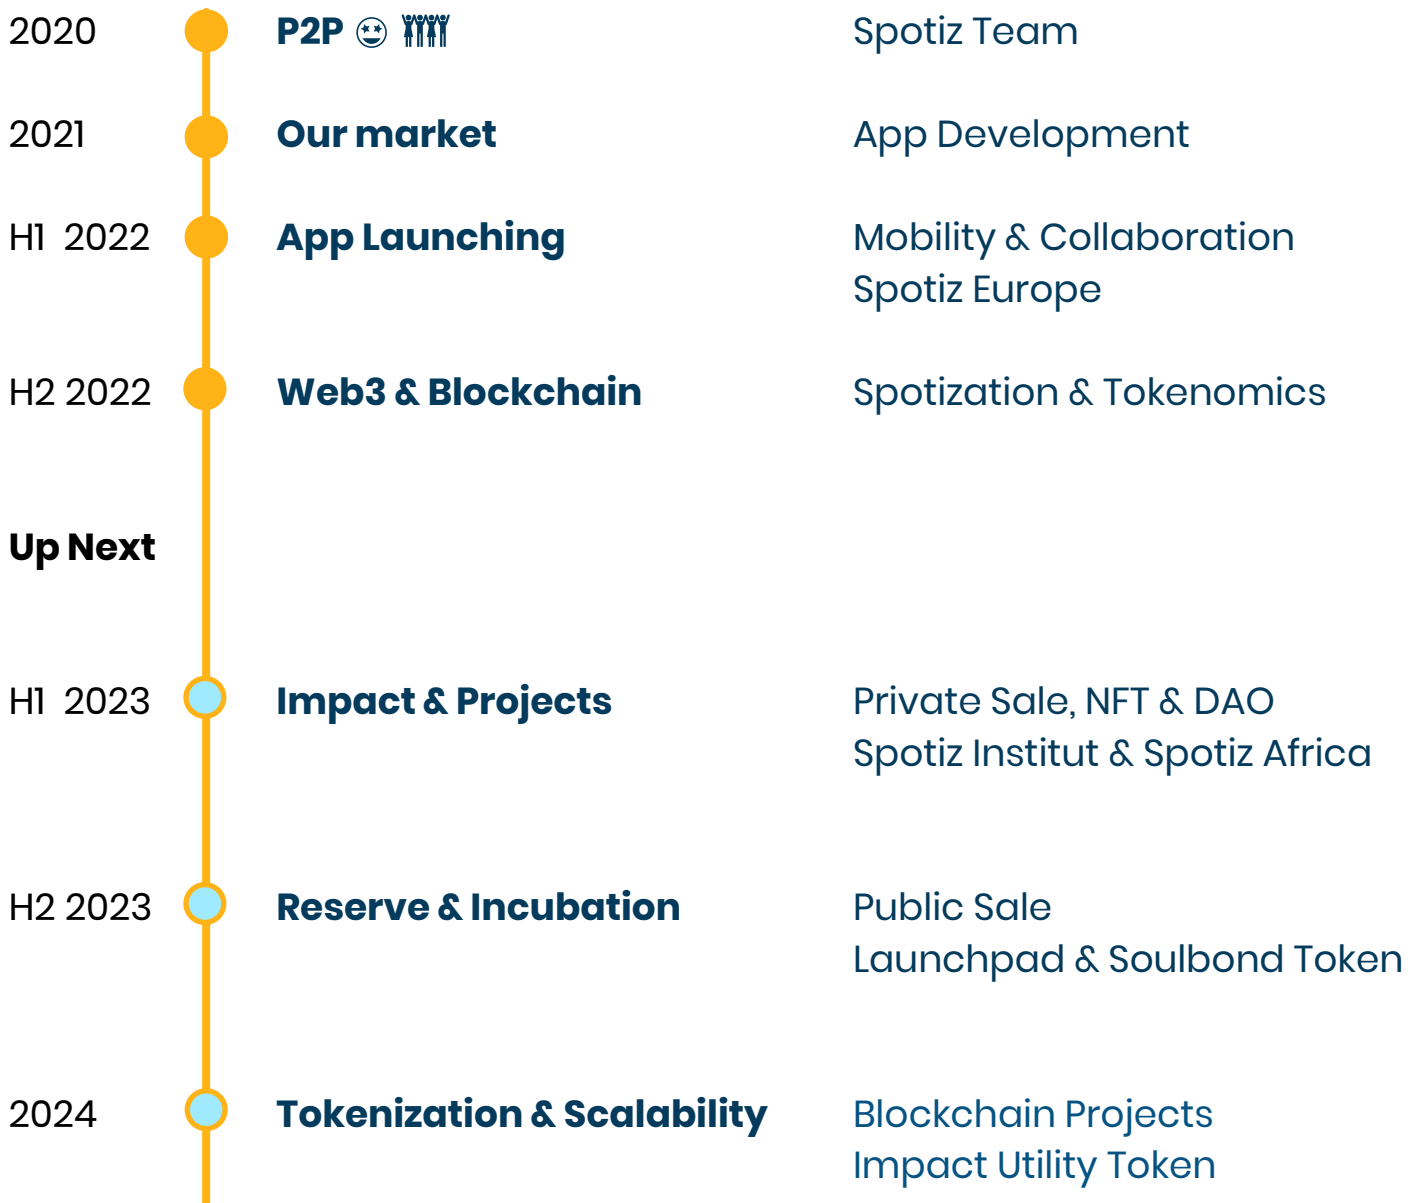 2020 P2P 🤩 Spotiz Team
2021 Our market App Development
H1 2022 App Launching Mobility & Collaboration
Spotiz Europe
H2 2022 Web3 & Blockchain Spotization & Tokenomics
Up Next
H1 2023 Impact & Projects Private Sale, NFT & DAO
Spotiz Institut & Spotiz Africa
H2 2023 Reserve & Incubation Public Sale
Launchpad & Soulbond Token
2024 Tokenization & Scalability Blockchain Projects
Impact Utility Token